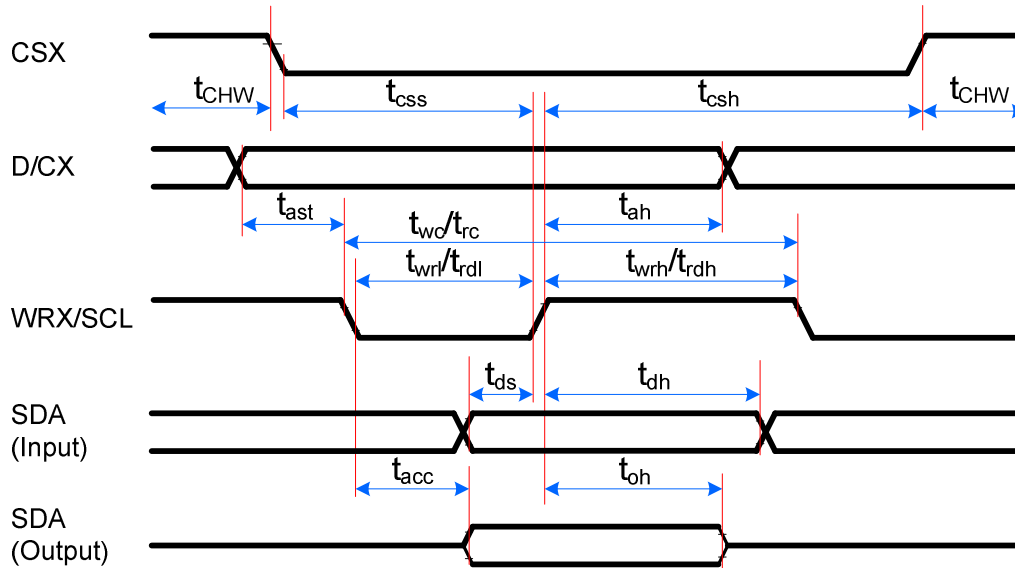 CSX
tCHW tcss tcsh tCHW
D/CX
tast twc/trc tah
twrl/trdl twrh/trdh
WRX/SCL
tds tdh
SDA
(Input)
tacc toh
SDA
(Output)